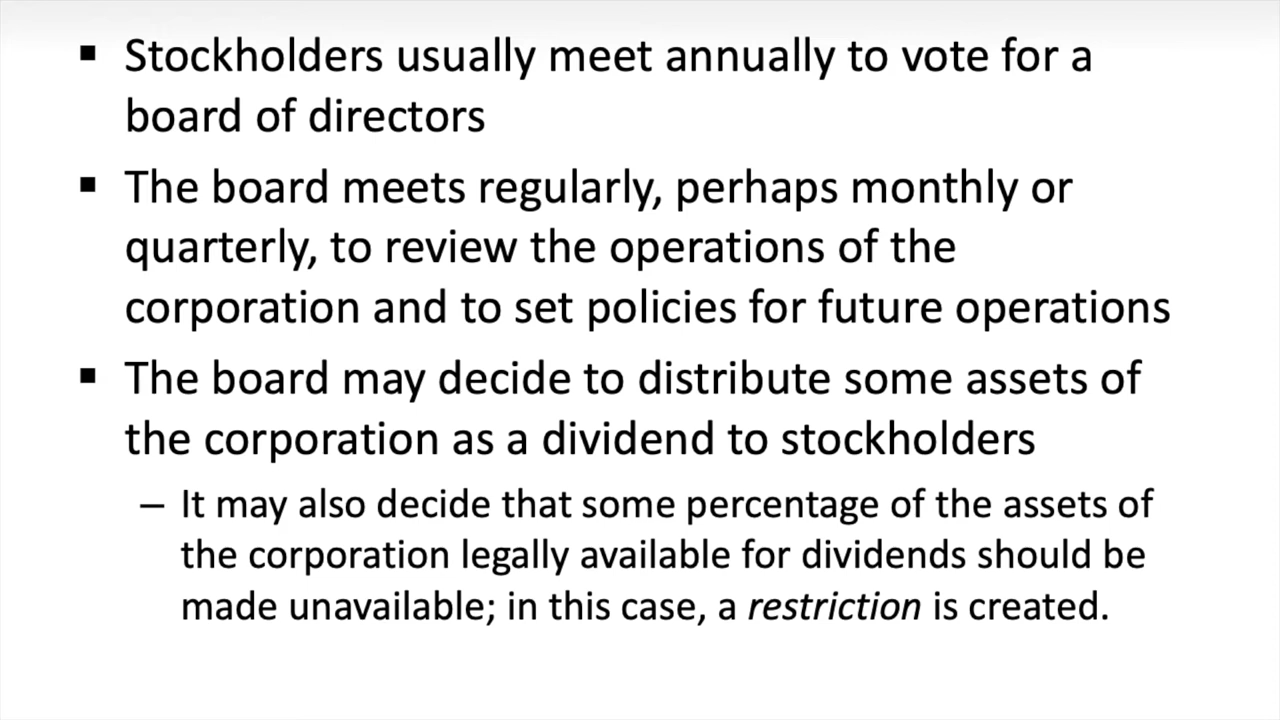 ▪ Stockholders usually meet annually to vote for a
board of directors
▪ The board meets regularly, perhaps monthly or
quarterly, to review the operations of the
corporation and to set policies for future operations
▪ The board may decide to distribute some assets of
the corporation as a dividend to stockholders
– It may also decide that some percentage of the assets of
the corporation legally available for dividends should be
made unavailable; in this case, a restriction is created.